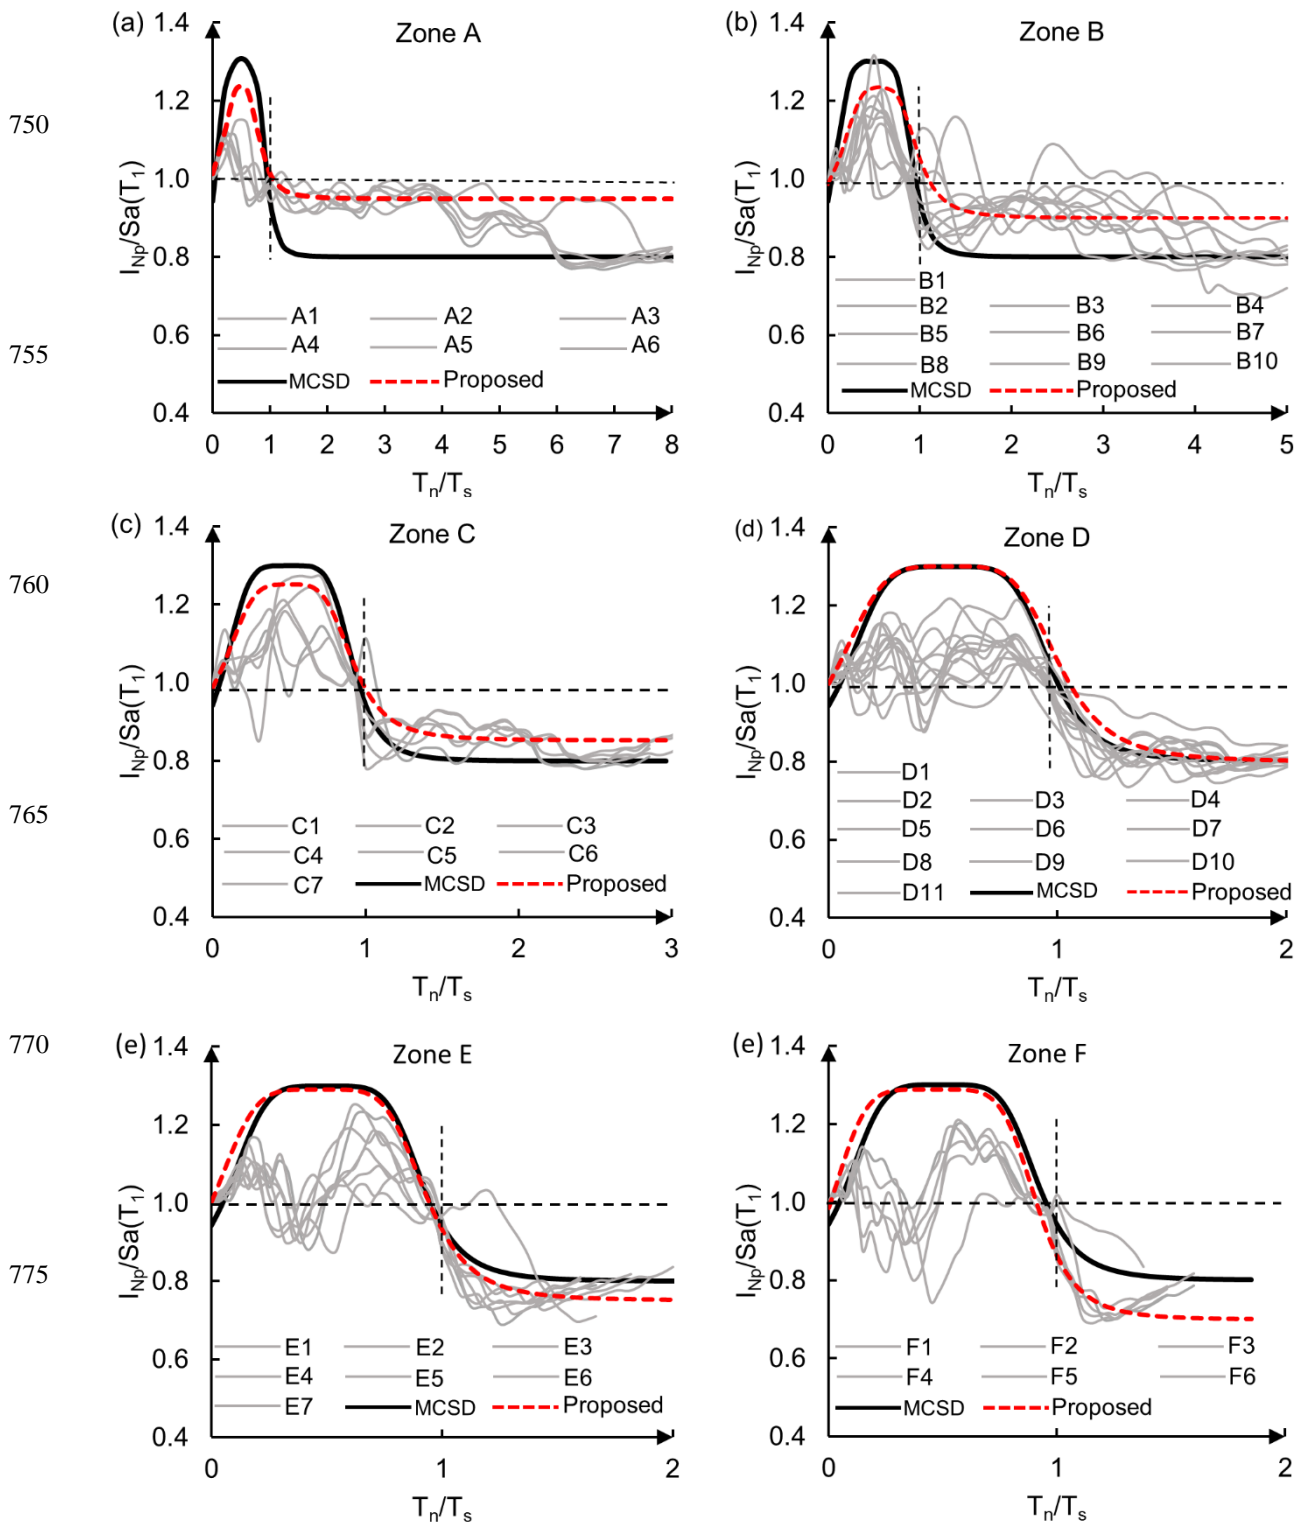 (a) Zone A
1.4
1.2
1.0
0.8
0.6
0.4
I_Np/Sa(T_1)
A1 A2 A3
A4 A5 A6
MCSD Proposed
0 1 2 3 4 5 6 7 8
T_n/T_s
(b) Zone B
1.4
1.2
1.0
0.8
0.6
0.4
I_Np/Sa(T_1)
B1
B2 B3 B4
B5 B6 B7
B8 B9 B10
MCSD Proposed
0 1 2 3 4 5
T_n/T_s
750
755
(c) Zone C
1.4
1.2
1.0
0.8
0.6
0.4
I_Np/Sa(T_1)
C1 C2 C3
C4 C5 C6
C7 MCSD Proposed
0 1 2 3
T_n/T_s
(d) Zone D
1.4
1.2
1.0
0.8
0.6
0.4
I_Np/Sa(T_1)
D1
D2 D3 D4
D5 D6 D7
D8 D9 D10
D11 MCSD Proposed
0 1 2
T_n/T_s
760
765
(e) Zone E
1.4
1.2
1.0
0.8
0.6
0.4
I_Np/Sa(T_1)
E1 E2 E3
E4 E5 E6
E7 MCSD Proposed
0 1 2
T_n/T_s
(e) Zone F
1.4
1.2
1.0
0.8
0.6
0.4
I_Np/Sa(T_1)
F1 F2 F3
F4 F5 F6
MCSD Proposed
0 1 2
T_n/T_s
770
775